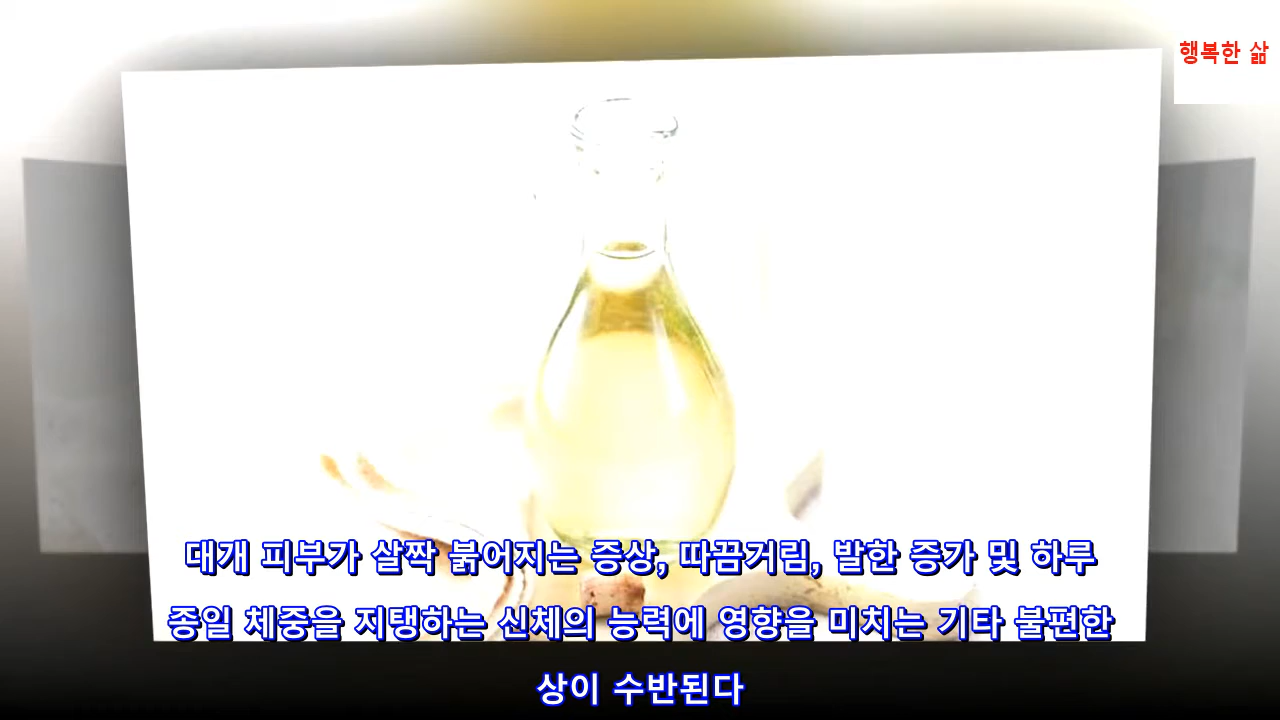 행복한 삶
대개 피부가 살짝 붉어지는 증상, 따끔거림, 발한 증가 및 하루
종일 체중을 지탱하는 신체의 능력에 영향을 미치는 기타 불편한
상이 수반된다